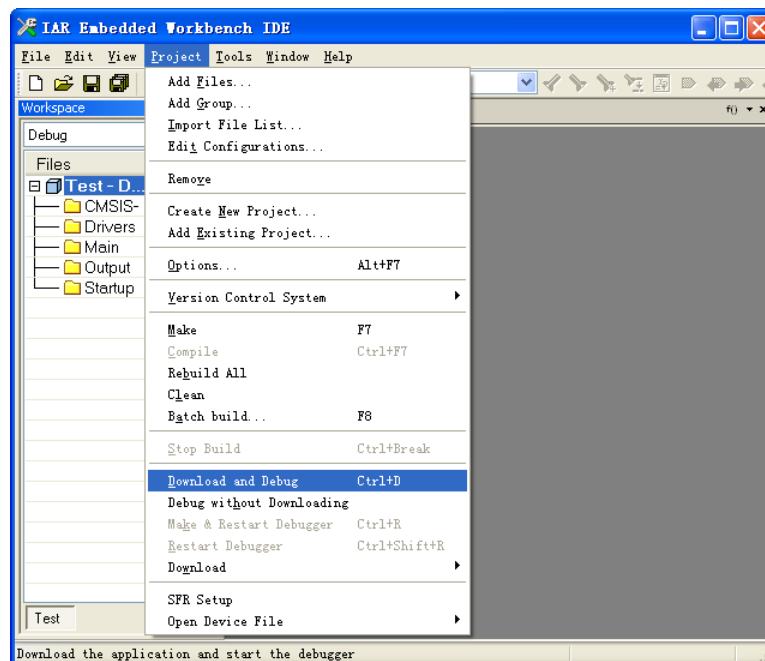 IAR Embedded Workbench IDE
File Edit View Project Tools Window Help
Workspace
f()
Debug
Files
Test - D...
CMSIS-
Drivers
Main
Output
Startup
Add Files...
Add Group...
Import File List...
Edit Configurations...
Remove
Create New Project...
Add Existing Project...
Options... Alt+F7
Version Control System
Make F7
Compile Ctrl+F7
Rebuild All
Clean
Batch build... F8
Stop Build Ctrl+Break
Download and Debug Ctrl+D
Debug without Downloading
Make & Restart Debugger Ctrl+R
Restart Debugger Ctrl+Shift+R
Download
SFR Setup
Open Device File
Test
Download the application and start the debugger